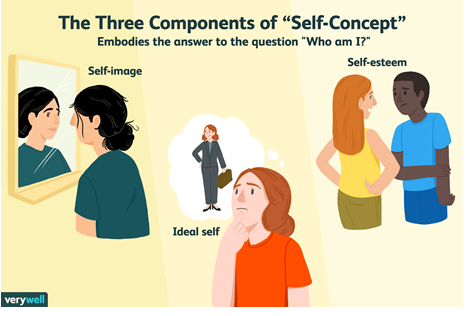 The Three Components of “Self-Concept”
Embodies the answer to the question "Who am I?"
Self-image
Self-esteem
Ideal self
verywell